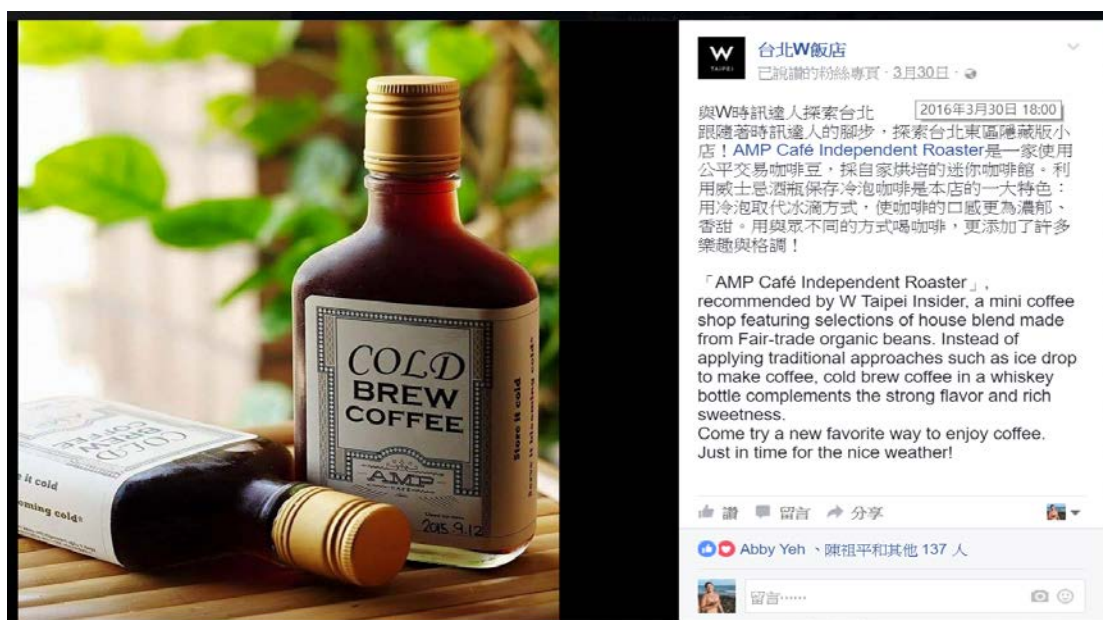 COLD
BREW
COFFEE
Store it cold
Serve it blooming cold*
AMP
2015.9.12
COLD
BREW
COFFEE
e it cold
oming cold*
W
TAIPEI
台北W飯店
已說讚的粉絲專頁 · 3月30日 ·
2016年3月30日 18:00
與W時訊達人探索台北
跟隨著時訊達人的腳步，探索台北東區隱藏版小
店！AMP Café Independent Roaster是一家使用
公平交易咖啡豆，採自家烘培的迷你咖啡館。利
用威士忌酒瓶保存冷泡咖啡是本店的一大特色：
用冷泡取代冰滴方式，使咖啡的口感更為濃郁、
香甜。用與眾不同的方式喝咖啡，更添加了許多
樂趣與格調！
「AMP Café Independent Roaster」,
recommended by W Taipei Insider, a mini coffee
shop featuring selections of house blend made
from Fair-trade organic beans. Instead of
applying traditional approaches such as ice drop
to make coffee, cold brew coffee in a whiskey
bottle complements the strong flavor and rich
sweetness.
Come try a new favorite way to enjoy coffee.
Just in time for the nice weather!
讚 留言 分享
Abby Yeh 、陳祖平和其他 137 人
留言……